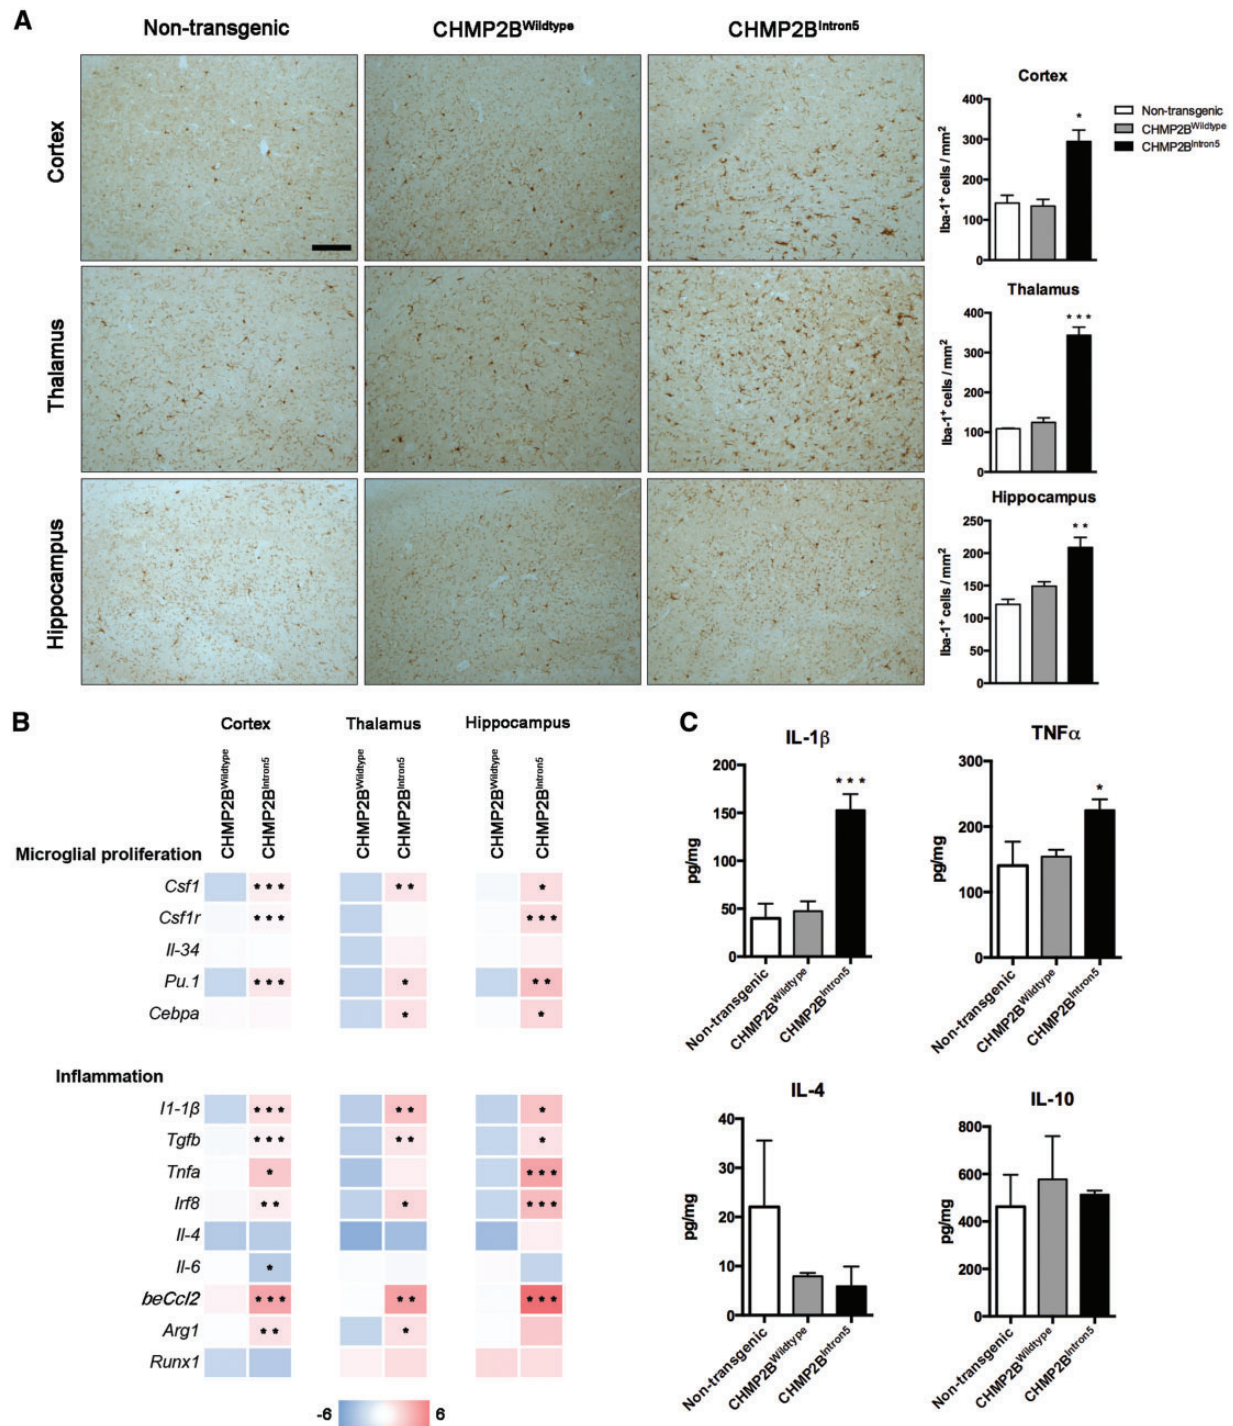 A
Non-transgenic
CHMP2BWildtype
CHMP2BIntron5
Cortex
Thalamus
Hippocampus
Cortex
400
300
200
100
0
Iba-1+ cells / mm2
*
Non-transgenic
CHMP2BWildtype
CHMP2BIntron5
Thalamus
400
300
200
100
0
Iba-1+ cells / mm2
* * *
Hippocampus
250
200
150
100
50
0
Iba-1+ cells / mm2
* *
B
Cortex Thalamus Hippocampus
CHMP2BWildtype CHMP2BIntron5 CHMP2BWildtype CHMP2BIntron5 CHMP2BWildtype CHMP2BIntron5
Microglial proliferation
Csf1 * * * * * *
Csf1r * * * * * *
Il-34
Pu.1 * * * * * *
Cebpa * *
Inflammation
I1-1β * * * * * *
Tgfb * * * * * *
Tnfa * * * *
Irf8 * * * * * *
Il-4
Il-6 *
beCcl2 * * * * * * * *
Arg1 * * *
Runx1
-6 6
C
IL-1β
200
150
100
50
0
pg/mg
* * *
Non-transgenic
CHMP2BWildtype
CHMP2BIntron5
TNFα
300
200
100
0
pg/mg
*
Non-transgenic
CHMP2BWildtype
CHMP2BIntron5
IL-4
40
30
20
10
0
pg/mg
Non-transgenic
CHMP2BWildtype
CHMP2BIntron5
IL-10
800
600
400
200
0
pg/mg
Non-transgenic
CHMP2BWildtype
CHMP2BIntron5